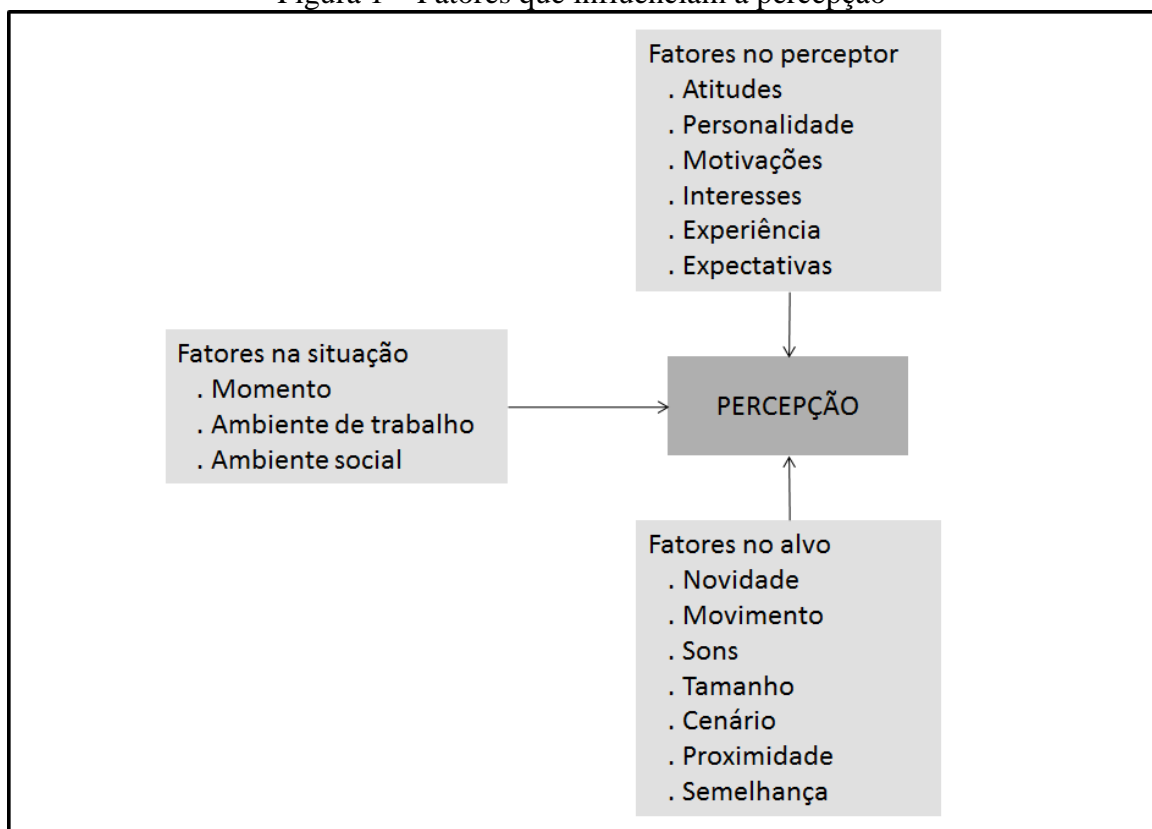 Figura 1 – Fatores que influenciam a percepção
Fatores no perceptor
. Atitudes
. Personalidade
. Motivações
. Interesses
. Experiência
. Expectativas
Fatores na situação
. Momento
. Ambiente de trabalho
. Ambiente social
PERCEPÇÃO
Fatores no alvo
. Novidade
. Movimento
. Sons
. Tamanho
. Cenário
. Proximidade
. Semelhança